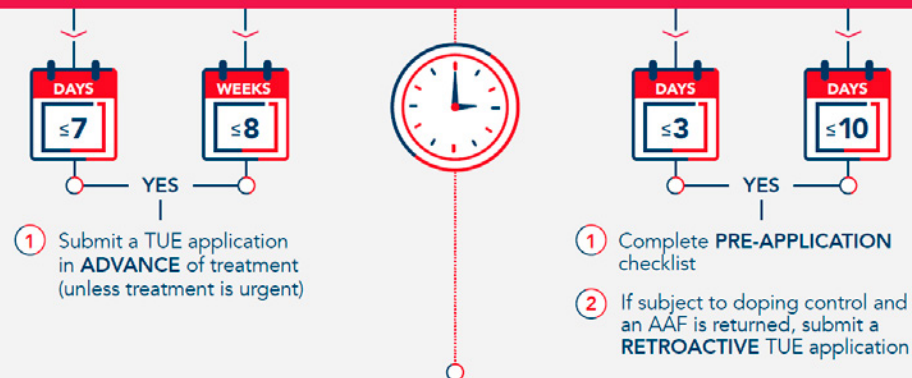 DAYS
≤7
WEEKS
≤8
YES
1 Submit a TUE application
in ADVANCE of treatment
(unless treatment is urgent)
DAYS
≤3
DAYS
≤10
YES
1 Complete PRE-APPLICATION
checklist
2 If subject to doping control and
an AAF is returned, submit a
RETROACTIVE TUE application